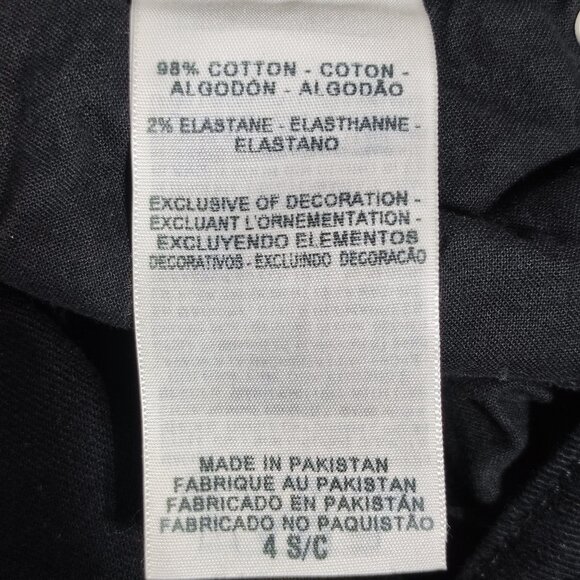 98% COTTON - COTON -
ALGODÓN - ALGODÃO
2% ELASTANE - ELASTHANNE -
ELASTANO
EXCLUSIVE OF DECORATION -
EXCLUANT L'ORNEMENTATION -
EXCLUYENDO ELEMENTOS
DECORATIVOS - EXCLUINDO DECORACÃO
MADE IN PAKISTAN
FABRIQUE AU PAKISTAN
FABRICADO EN PAKISTÁN
FABRICADO NO PAQUISTÃO
4 S/C